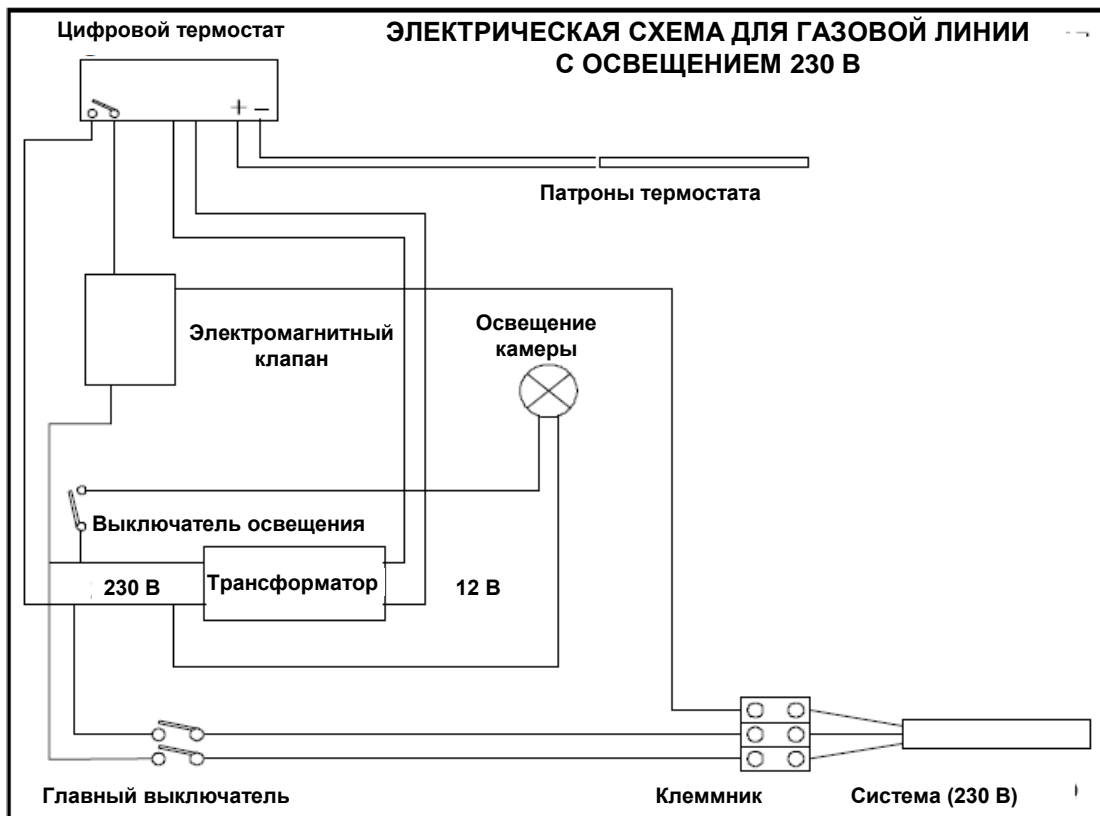 Цифровой термостат
ЭЛЕКТРИЧЕСКАЯ СХЕМА ДЛЯ ГАЗОВОЙ ЛИНИИ
С ОСВЕЩЕНИЕМ 230 В
+ –
Патроны термостата
Электромагнитный
клапан
Освещение
камеры
Выключатель освещения
230 В
Трансформатор
12 В
Главный выключатель
Клеммник
Система (230 В)